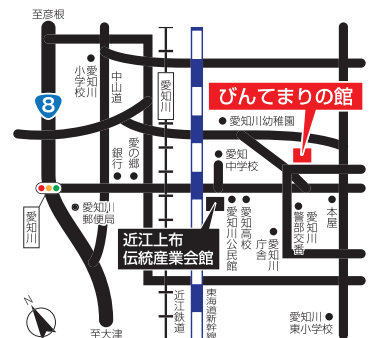 至彦根
愛知川
小学校
中山道
愛知川
8
びんてまりの館
愛知川幼稚園
愛の郷
銀行
愛知
中学校
愛知川
愛知川
郵便局
近江上布
伝統産業会館
愛知川公民館
愛知高校
愛知川
庁舎
愛知川
警部交番
本屋
N
至大津
近江鉄道
東海道新幹線
愛知川
東小学校